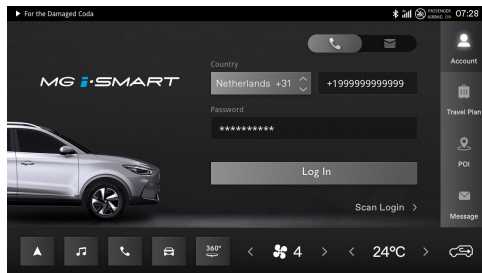 For the Damaged Coda
PASSENGER
AIRBAG ON
07:28
Account
Country
MG i-SMART
Netherlands +31
+1999999999999
Travel Plan
Password
**********
POI
Log In
Scan Login >
Message
360°
< 4 >
< 24°C >